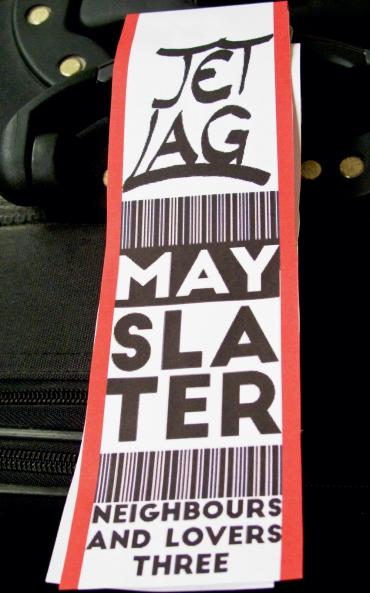 JET
LAG
MAY
SLA
TER
NEIGHBOURS
AND LOVERS
THREE